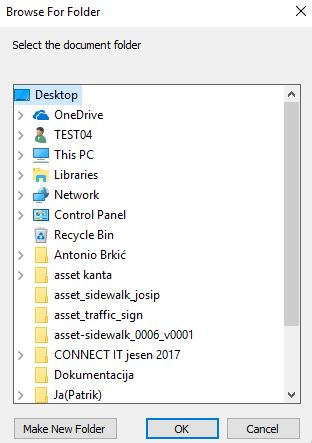 Browse For Folder
Select the document folder
Desktop
OneDrive
TEST04
This PC
Libraries
Network
Control Panel
Recycle Bin
Antonio Brkić
asset kanta
asset_sidewalk_josip
asset_traffic_sign
asset-sidewalk_0006_v0001
CONNECT IT jesen 2017
Dokumentacija
Ja(Patrik)
Make New Folder
OK
Cancel